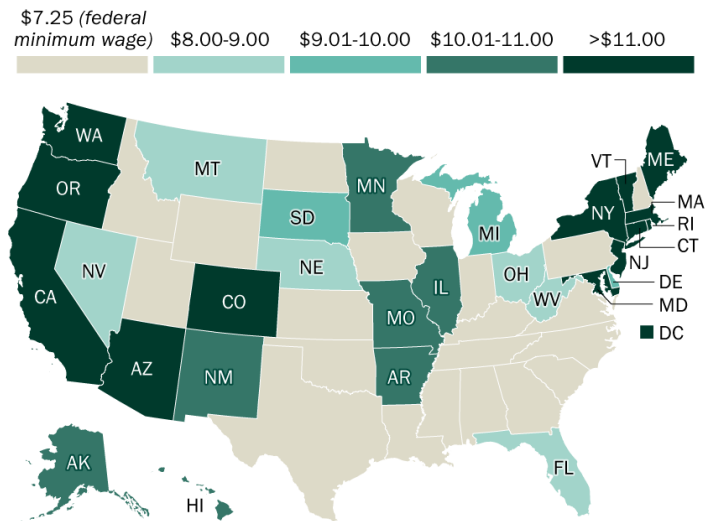 $7.25 (federal
minimum wage)
$8.00-9.00
$9.01-10.00
$10.01-11.00
>$11.00
WA
MT
OR
MN
VT
ME
SD
MI
NY
MA
RI
CT
NV
NE
OH
NJ
CA
CO
IL
WV
DE
MD
MO
DC
AZ
NM
AR
AK
HI
FL